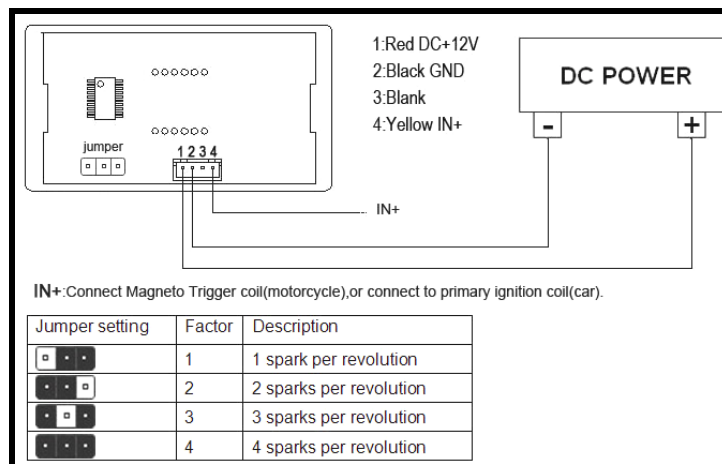 1:Red DC+12V
2:Black GND
3:Blank
4:Yellow IN+
DC POWER
- +
jumper
1 2 3 4
IN+
IN+:Connect Magneto Trigger coil(motorcycle),or connect to primary ignition coil(car).
Jumper setting Factor Description
1 1 spark per revolution
2 2 sparks per revolution
3 3 sparks per revolution
4 4 sparks per revolution